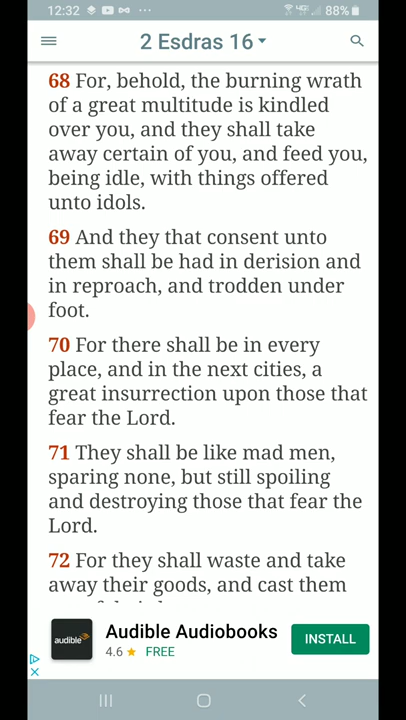 12:32 88%
2 Esdras 16
68 For, behold, the burning wrath
of a great multitude is kindled
over you, and they shall take
away certain of you, and feed you,
being idle, with things offered
unto idols.
69 And they that consent unto
them shall be had in derision and
in reproach, and trodden under
foot.
70 For there shall be in every
place, and in the next cities, a
great insurrection upon those that
fear the Lord.
71 They shall be like mad men,
sparing none, but still spoiling
and destroying those that fear the
Lord.
72 For they shall waste and take
away their goods, and cast them
audible
Audible Audiobooks
4.6 ★ FREE
INSTALL